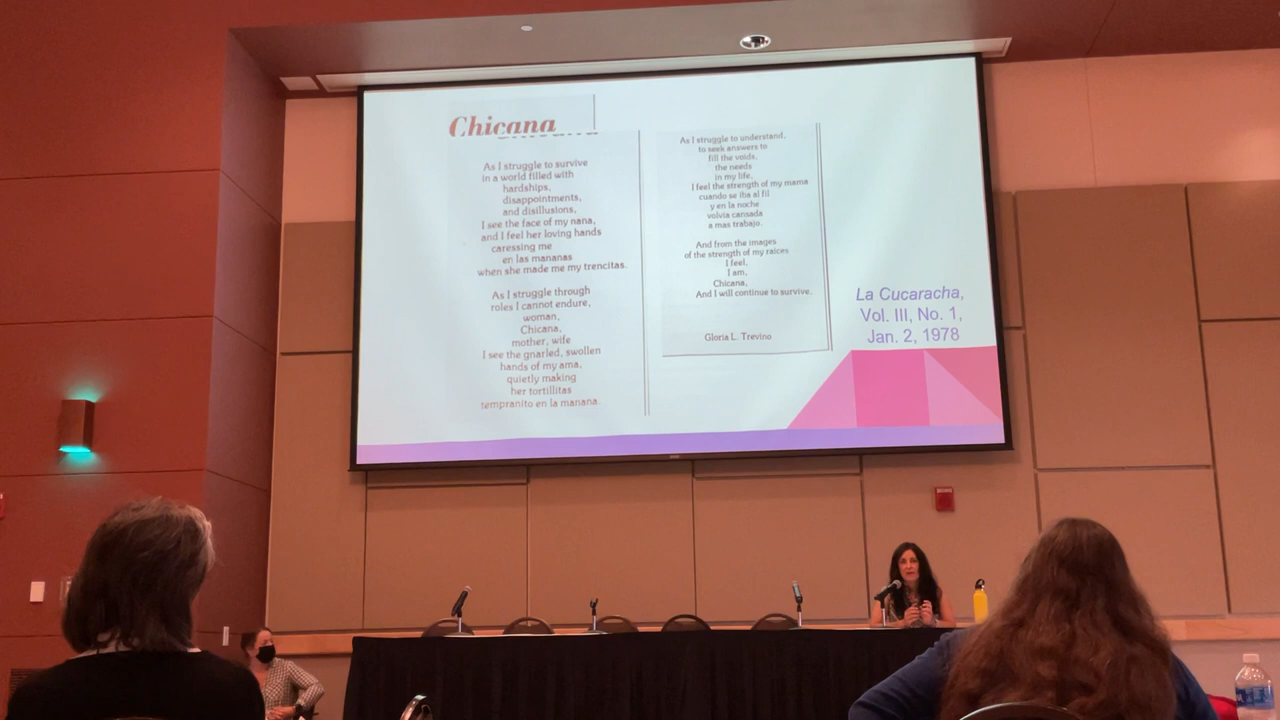 Chicana
As I struggle to survive
in a world filled with
hardships,
disappointments,
and disillusions,
I see the face of my nana,
and I feel her loving hands
caressing me
en las mananas
when she made me my trencitas.
As I struggle through
roles I cannot endure,
woman,
Chicana,
mother, wife
I see the gnarled, swollen
hands of my ama,
quietly making
her tortillitas
tempranito en la manana.
As I struggle to understand,
to seek answers to
fill the voids,
the needs
in my life,
I feel the strength of my mama
cuando se iba al fil
y en la noche
volvia cansada
a mas trabajo.
And from the images
of the strength of my raices
I feel,
I am,
Chicana,
And I will continue to survive.
Gloria L. Trevino
La Cucaracha,
Vol. III, No. 1,
Jan. 2, 1978